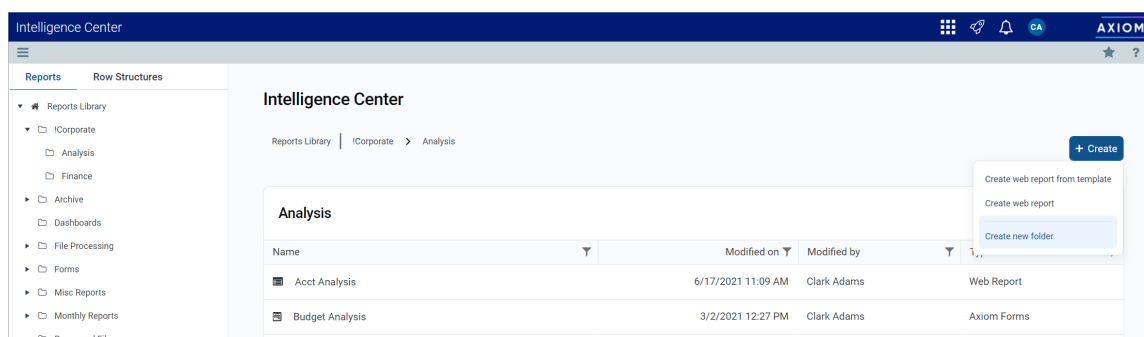 Intelligence Center
CA
AXIOM
?
Reports Row Structures
Reports Library
!Corporate
Analysis
Finance
Archive
Dashboards
File Processing
Forms
Misc Reports
Monthly Reports
Intelligence Center
Reports Library !Corporate > Analysis
+ Create
Create web report from template
Create web report
Create new folder
Analysis
Name Modified on Modified by
Acct Analysis 6/17/2021 11:09 AM Clark Adams Web Report
Budget Analysis 3/2/2021 12:27 PM Clark Adams Axiom Forms